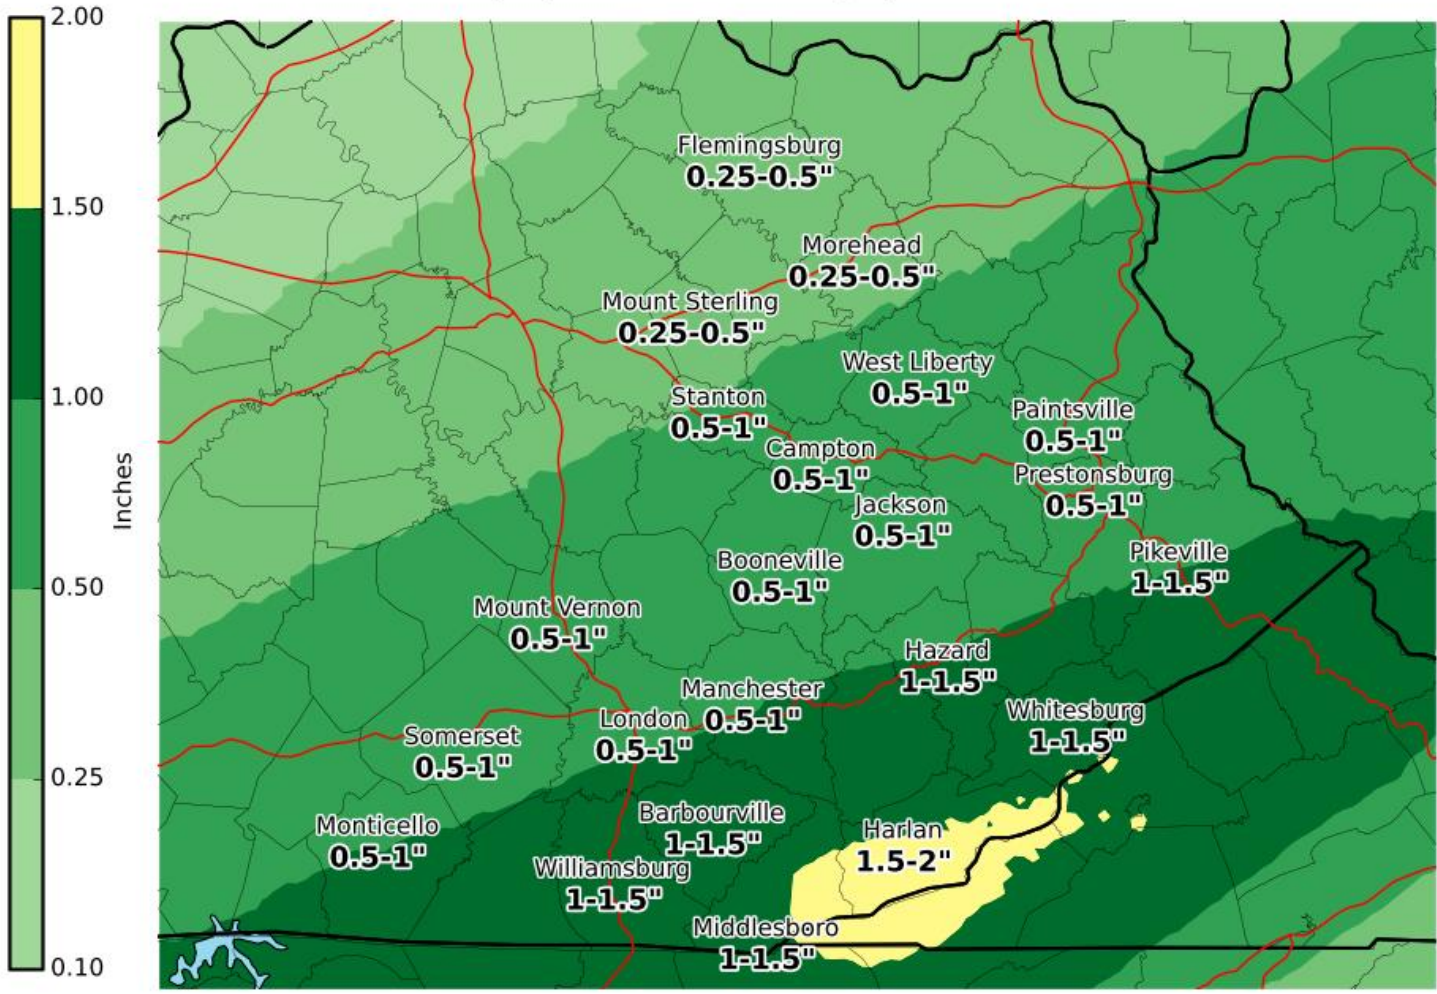 2.00
1.50
1.00
0.50
0.25
0.10
Inches
Flemingsburg
0.25-0.5"
Morehead
0.25-0.5"
Mount Sterling
0.25-0.5"
West Liberty
0.5-1"
Stanton
0.5-1"
Paintsville
0.5-1"
Campton
0.5-1"
Prestonsburg
0.5-1"
Jackson
0.5-1"
Booneville
0.5-1"
Pikeville
1-1.5"
Mount Vernon
0.5-1"
Hazard
1-1.5"
Manchester
0.5-1"
London
0.5-1"
Whitesburg
1-1.5"
Somerset
0.5-1"
Monticello
0.5-1"
Barbourville
1-1.5"
Harlan
1.5-2"
Williamsburg
1-1.5"
Middlesboro
1-1.5"